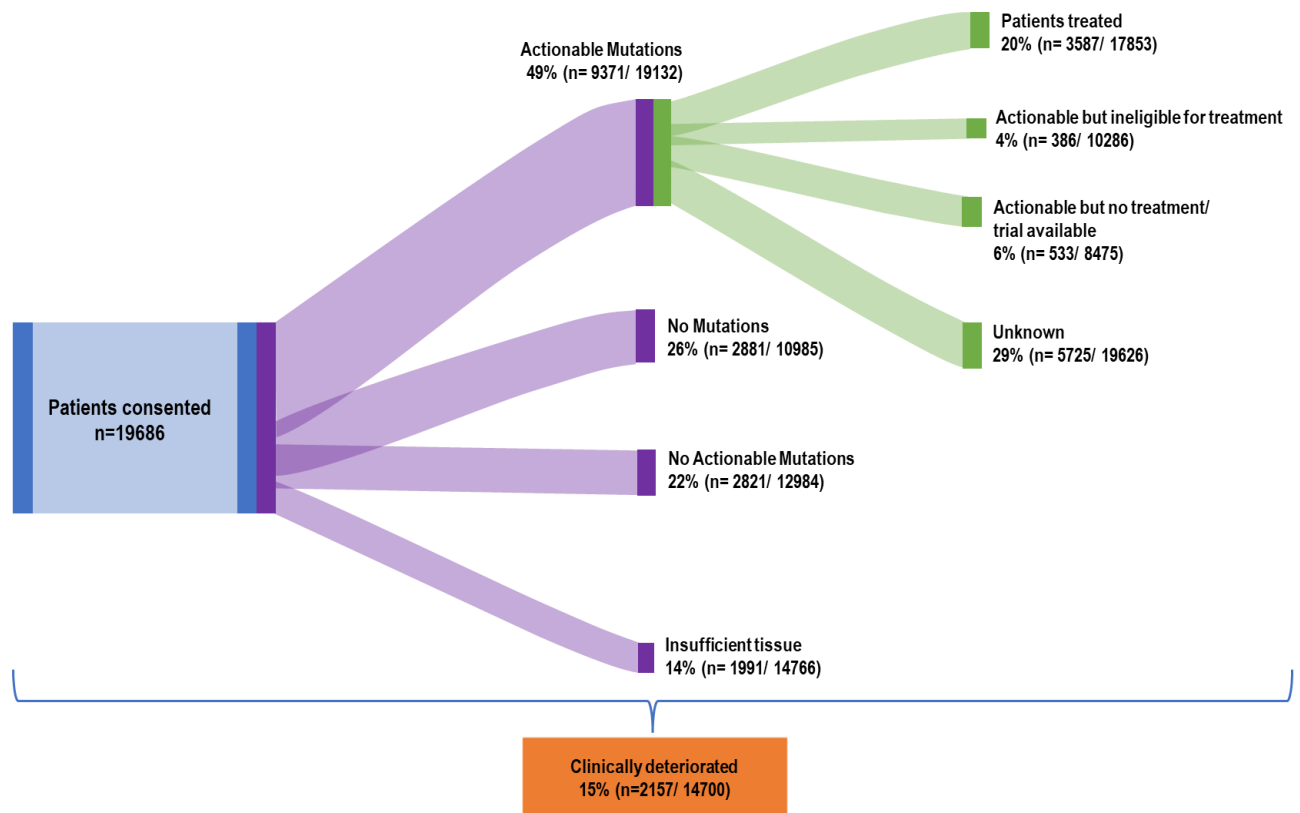 Patients treated
20% (n= 3587/ 17853)
Actionable Mutations
49% (n= 9371/ 19132)
Actionable but ineligible for treatment
4% (n= 386/ 10286)
Actionable but no treatment/
trial available
6% (n= 533/ 8475)
No Mutations
26% (n= 2881/ 10985)
Unknown
29% (n= 5725/ 19626)
Patients consented
n=19686
No Actionable Mutations
22% (n= 2821/ 12984)
Insufficient tissue
14% (n= 1991/ 14766)
Clinically deteriorated
15% (n=2157/ 14700)